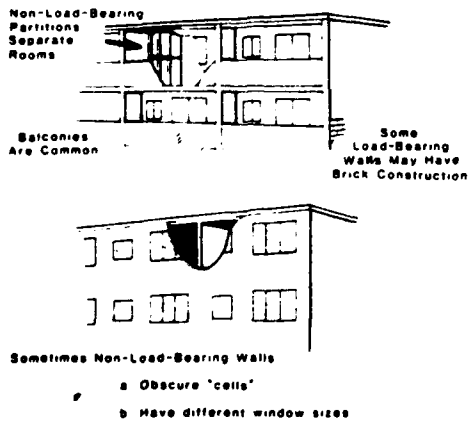 Non-Load-Bearing
Partitions
Separate
Rooms
Balconies
Are Common
Some
Load-Bearing
Walls May Have
Brick Construction
Sometimes Non-Load-Bearing Walls
a Obscure "cells"
b Have different window sizes